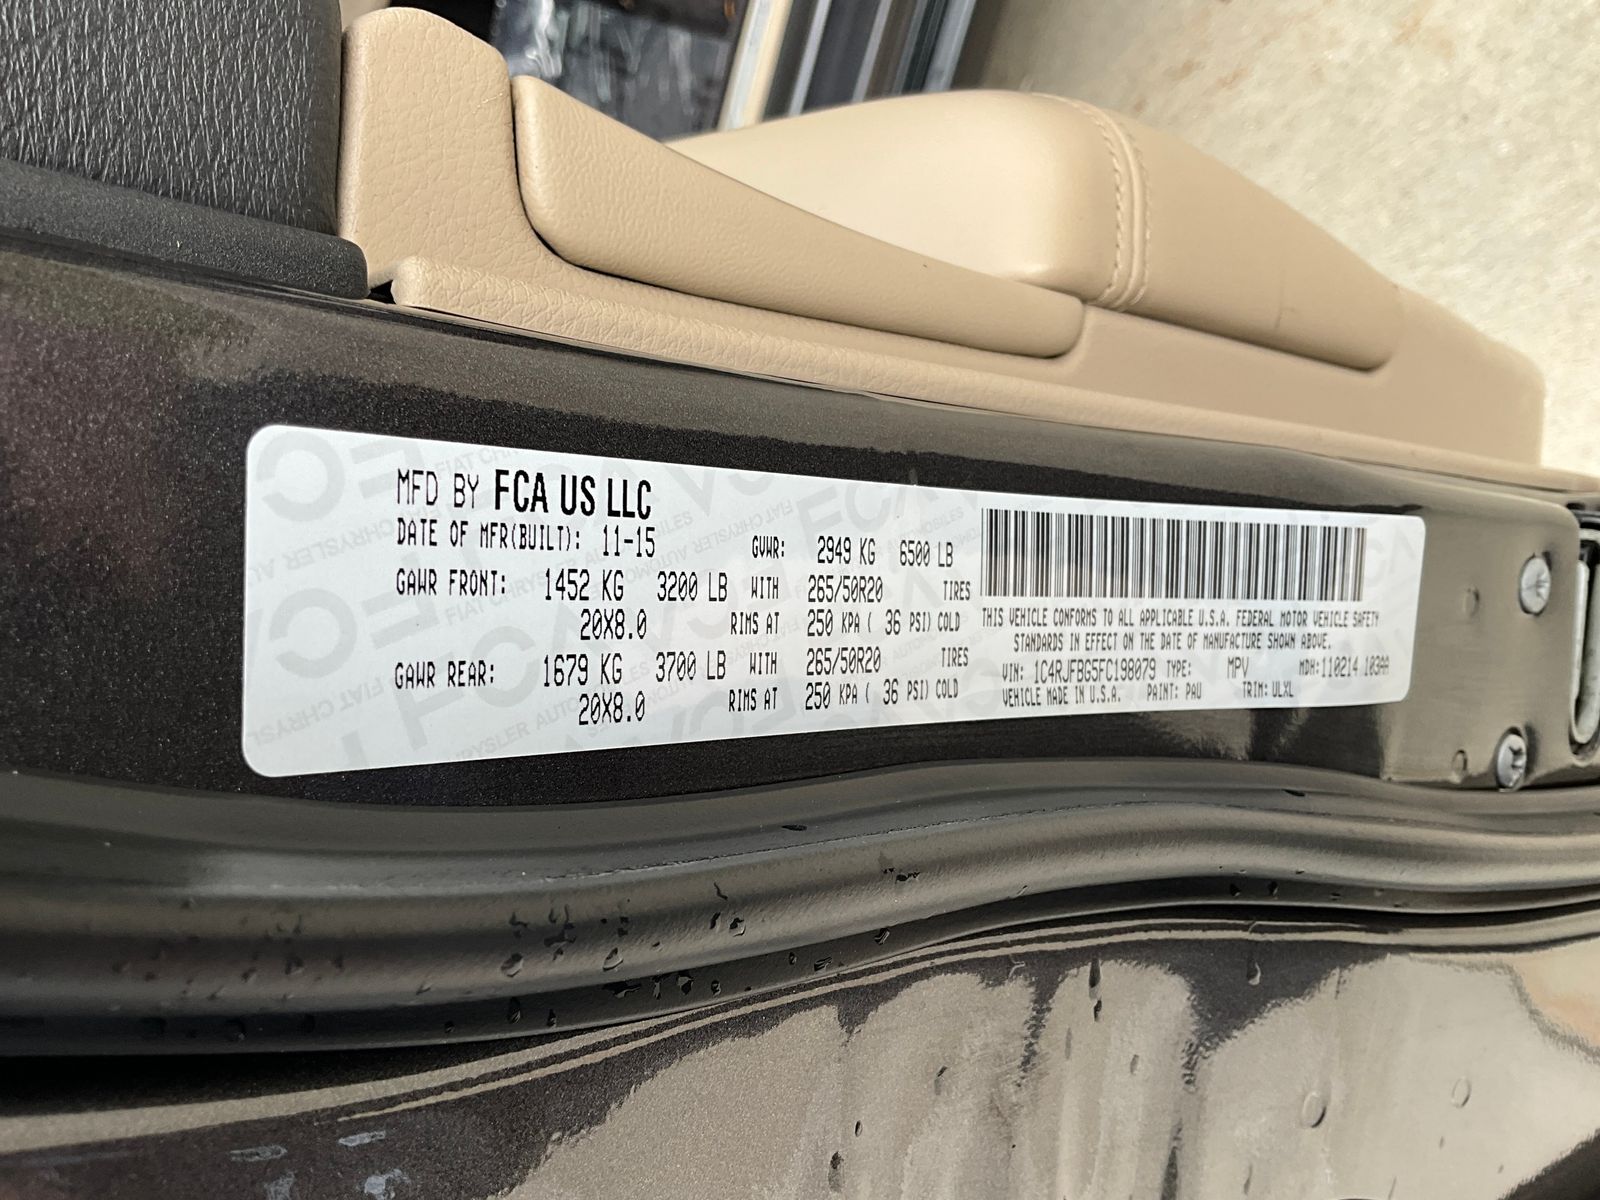 MFD BY FCA US LLC
DATE OF MFR(BUILT): 11-15 GVWR: 2949 KG 6500 LB
GAWR FRONT: 1452 KG 3200 LB WITH 265/50R20 TIRES
20X8.0 RIMS AT 250 KPA ( 36 PSI) COLD
GAWR REAR: 1679 KG 3700 LB WITH 265/50R20 TIRES
20X8.0 RIMS AT 250 KPA ( 36 PSI) COLD
THIS VEHICLE CONFORMS TO ALL APPLICABLE U.S.A. FEDERAL MOTOR VEHICLE SAFETY
STANDARDS IN EFFECT ON THE DATE OF MANUFACTURE SHOWN ABOVE.
VIN: 1C4RJFBG5FC198079 TYPE: MPV MDH:110214 103AA
VEHICLE MADE IN U.S.A. PAINT: PAU TRIM: ULXL